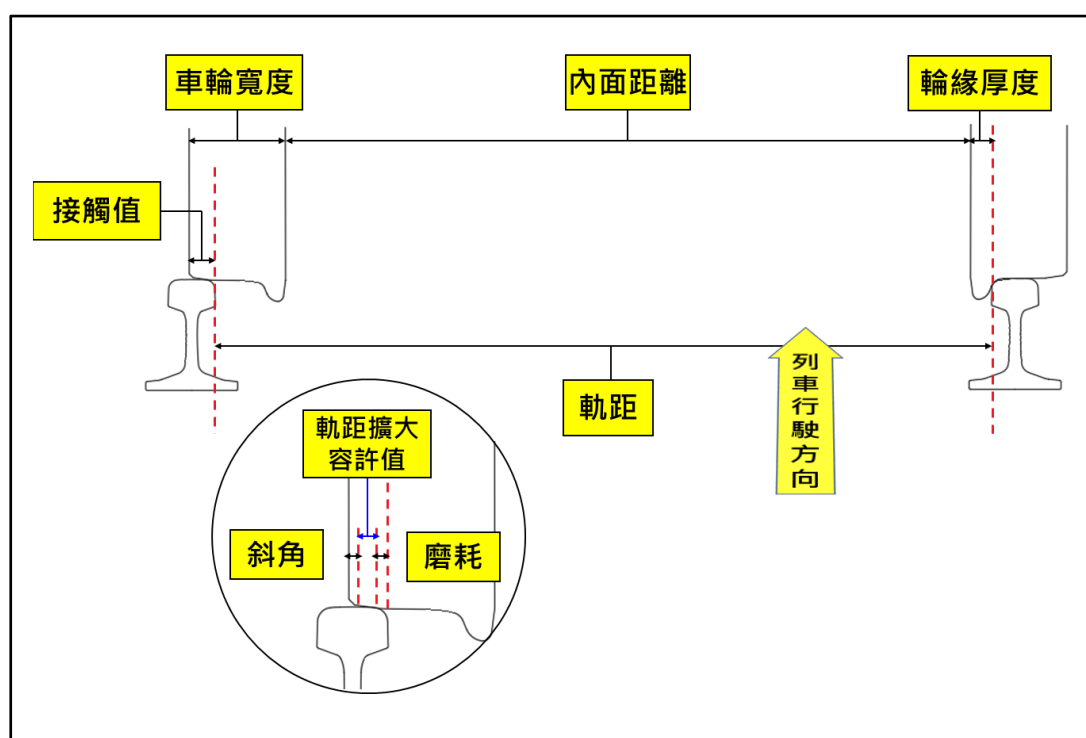 車輪寬度
內面距離
輪緣厚度
接觸值
軌距
列車行駛方向
軌距擴大
容許值
斜角
磨耗